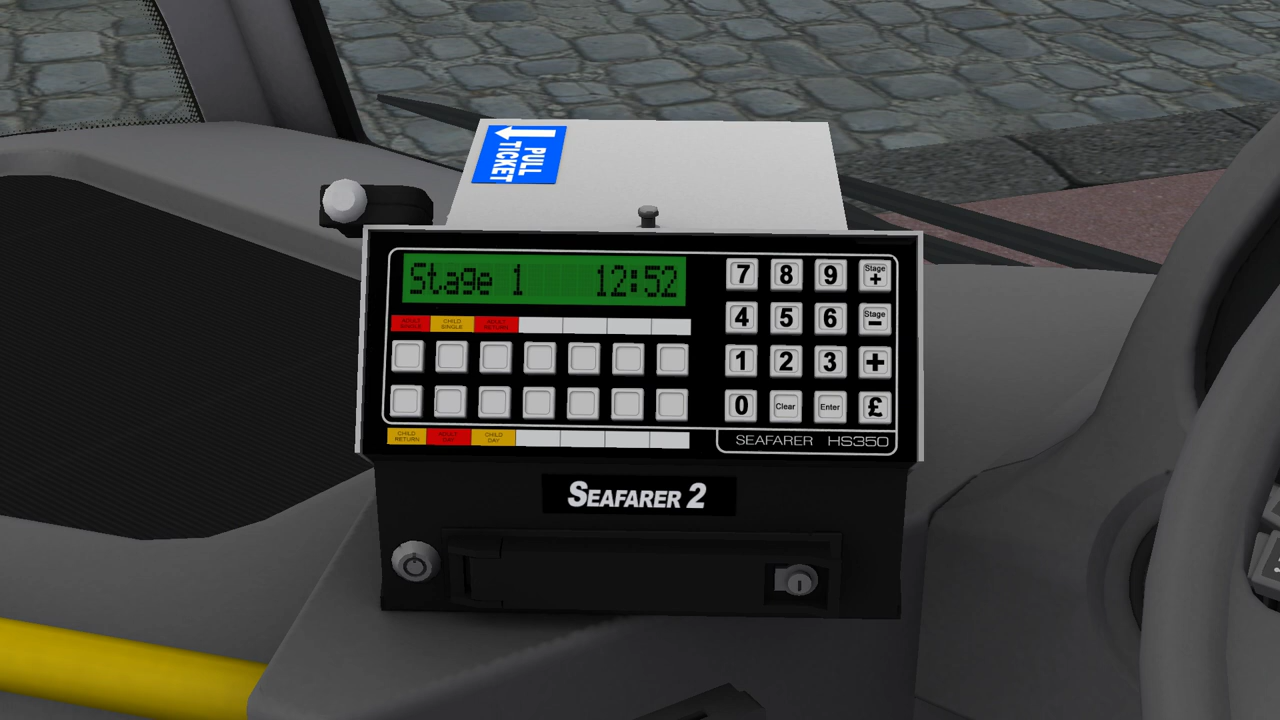 PULL
TICKET
Stage 1 12:52
ADULT
SINGLE
CHILD
SINGLE
ADULT
RETURN
7 8 9 Stage +
4 5 6 Stage -
1 2 3 +
0 Clear Enter £
CHILD
RETURN
ADULT
DAY
CHILD
DAY
SEAFARER HS350
SEAFARER 2